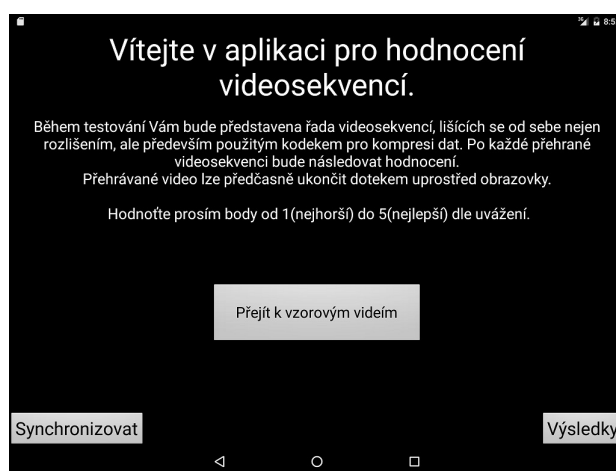 8:5
Vítejte v aplikaci pro hodnocení
videosekvencí.
Během testování Vám bude představena řada videosekvencí, lišících se od sebe nejen
rozlišením, ale především použitým kodekem pro kompresi dat. Po každé přehrané
videosekvenci bude následovat hodnocení.
Přehrávané video lze předčasně ukončit dotekem uprostřed obrazovky.
Hodnoťte prosím body od 1(nejhorší) do 5(nejlepší) dle uvážení.
Přejít k vzorovým videím
Synchronizovat
Výsledky